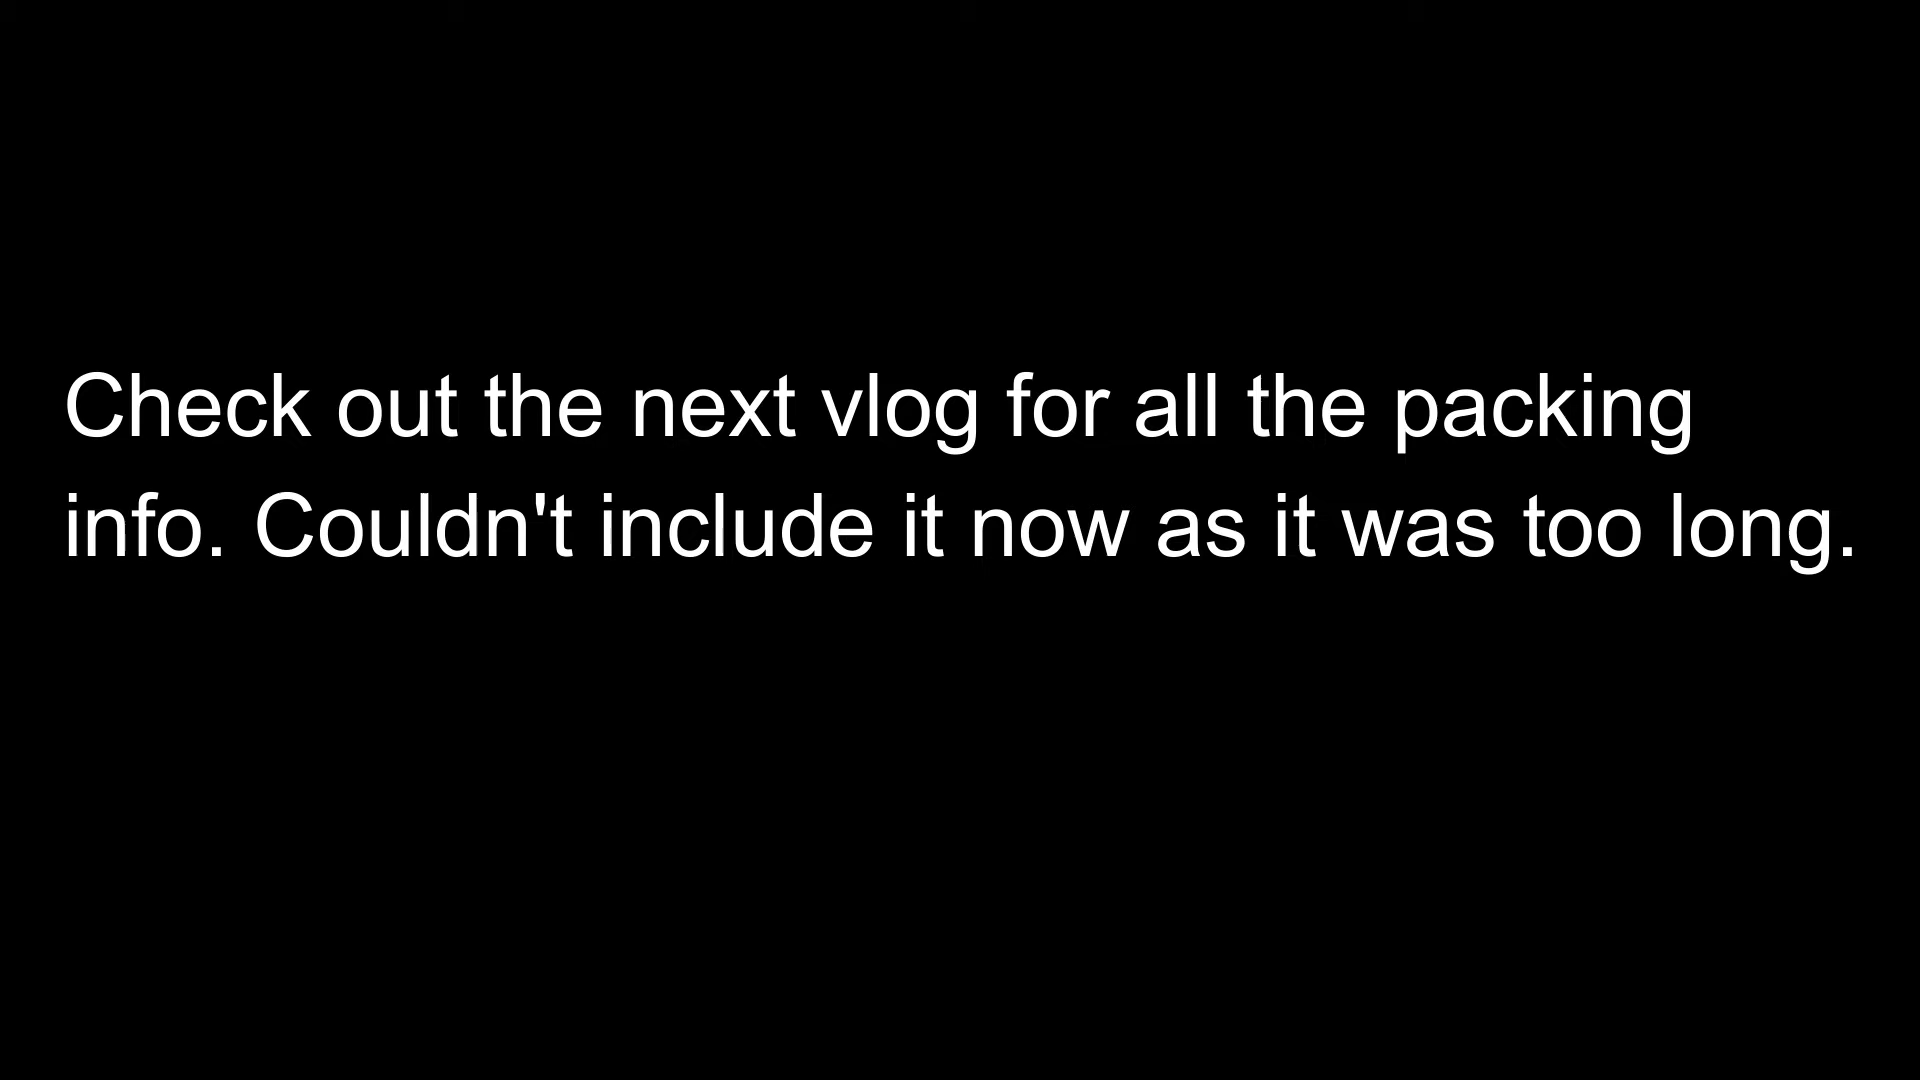 Check out the next vlog for all the packing
info. Couldn't include it now as it was too long.